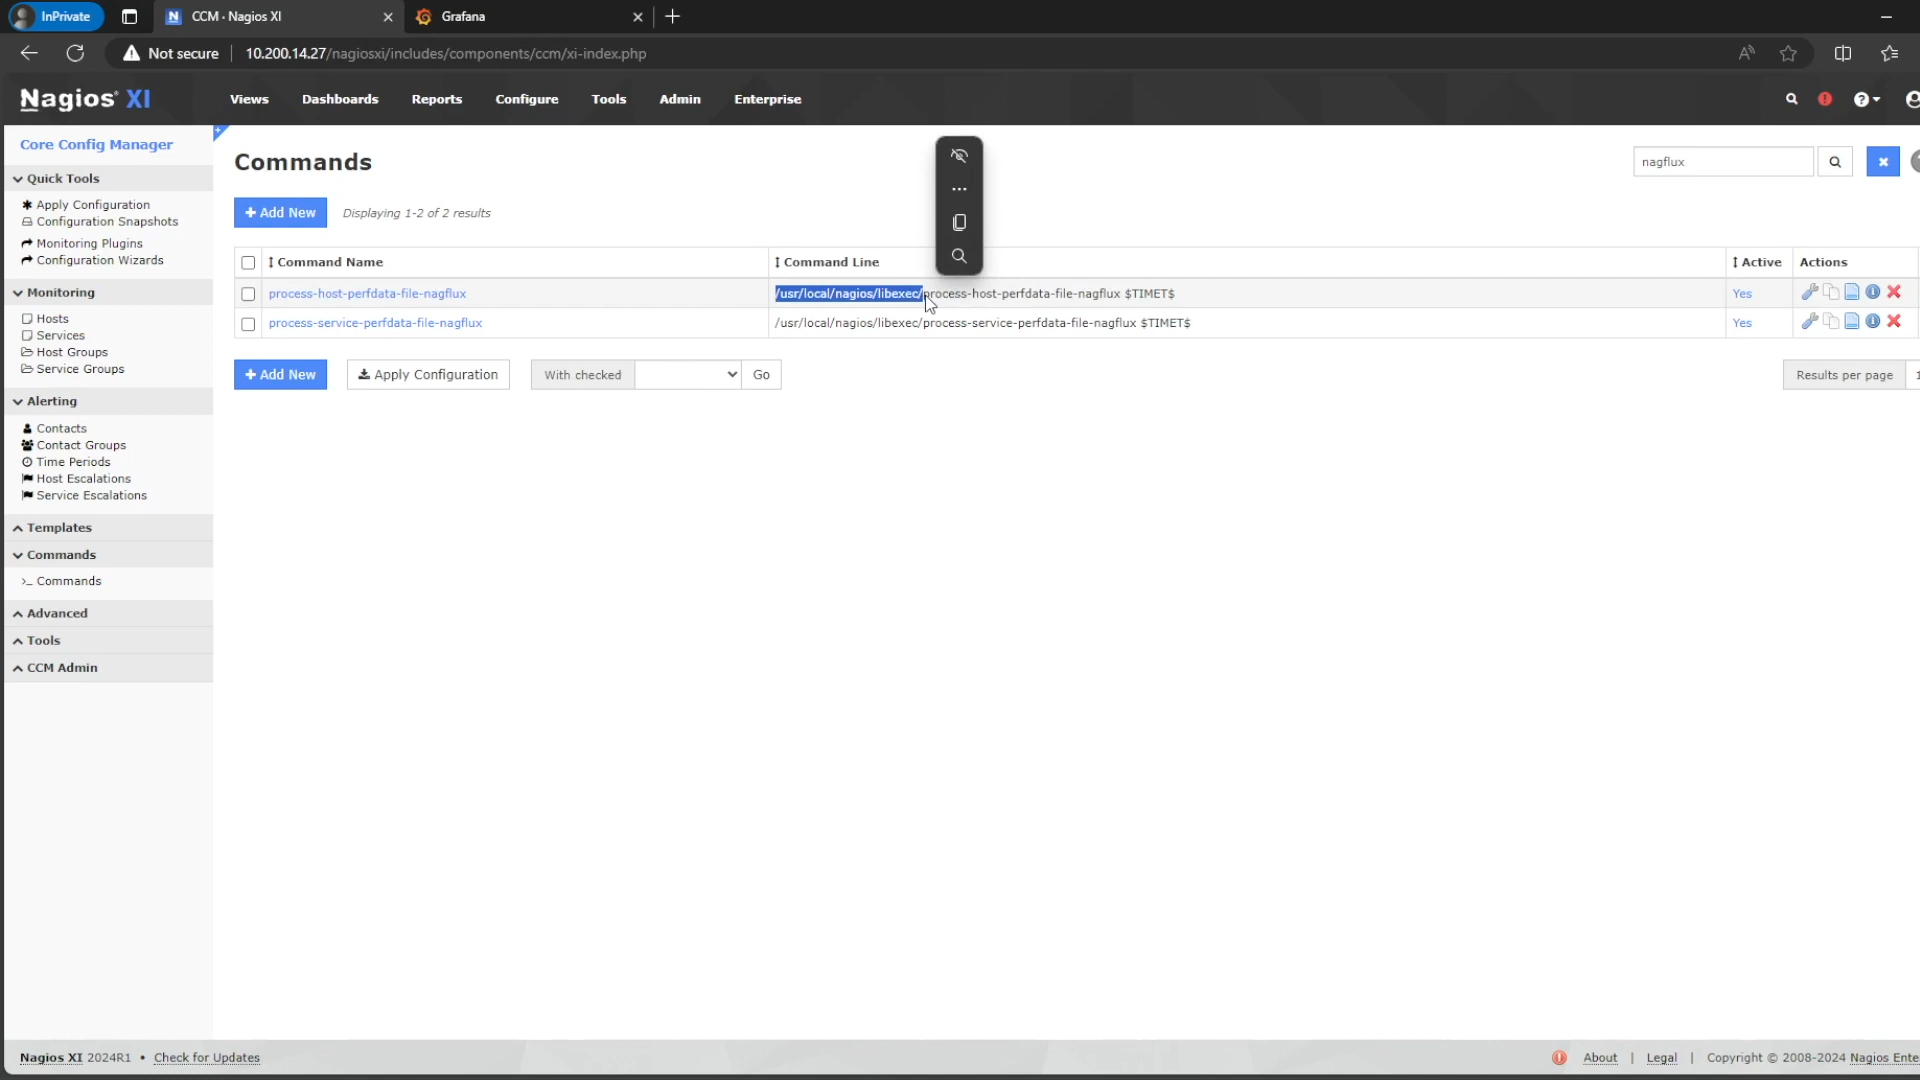 InPrivate
CCM - Nagios XI
Grafana
Not secure
10.200.14.27/nagiosxi/includes/components/ccm/xi-index.php
Nagios® XI
Views Dashboards Reports Configure Tools Admin Enterprise
Core Config Manager
Quick Tools
Apply Configuration
Configuration Snapshots
Monitoring Plugins
Configuration Wizards
Monitoring
Hosts
Services
Host Groups
Service Groups
Alerting
Contacts
Contact Groups
Time Periods
Host Escalations
Service Escalations
Templates
Commands
>_ Commands
Advanced
Tools
CCM Admin
Commands
nagflux
+ Add New
Displaying 1-2 of 2 results
Command Name Command Line Active Actions
process-host-perfdata-file-nagflux /usr/local/nagios/libexec/process-host-perfdata-file-nagflux $TIMET$ Yes
process-service-perfdata-file-nagflux /usr/local/nagios/libexec/process-service-perfdata-file-nagflux $TIMET$ Yes
+ Add New
Apply Configuration
With checked
Go
Results per page
Nagios XI 2024R1 • Check for Updates
About | Legal | Copyright © 2008-2024 Nagios Ente